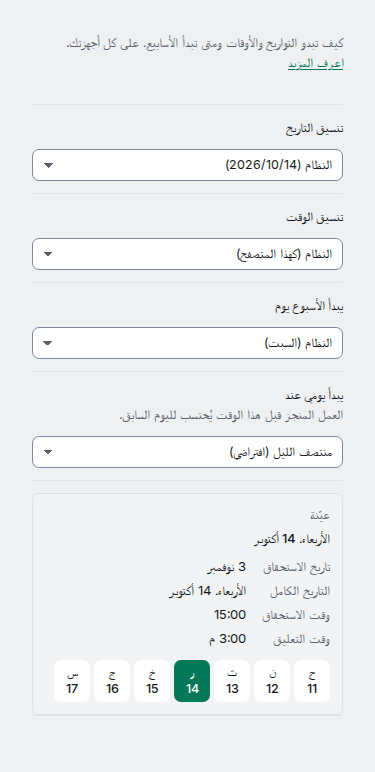 كيف تبدو التواريخ والأوقات ومتى تبدأ الأسابيع. على كل أجهزتك.
اعرف المزيد
تنسيق التاريخ
النظام (2026/10/14)
تنسيق الوقت
النظام (كهذا المتصفح)
يبدأ الأسبوع يوم
النظام (السبت)
يبدأ يومي عند
العمل المنجز قبل هذا الوقت يُحتسب لليوم السابق.
منتصف الليل (افتراضي)
عيّنة
الأربعاء، 14 أكتوبر
تاريخ الاستحقاق 3 نوفمبر
التاريخ الكامل الأربعاء، 14 أكتوبر
وقت الاستحقاق 15:00
وقت التعليق 3:00 م
ح ن ث ر خ ج س
11 12 13 14 15 16 17